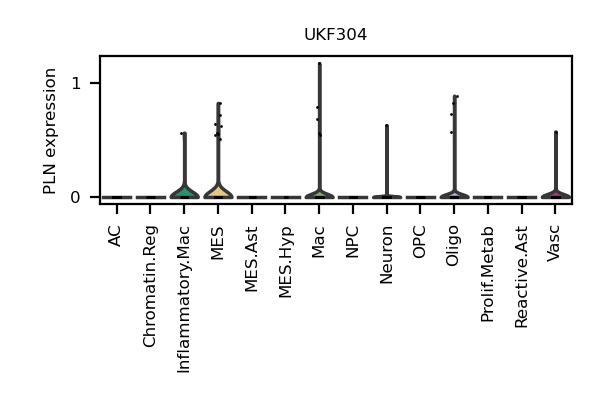 UKF304
PLN expression
1
0
AC
Chromatin.Reg
Inflammatory.Mac
MES
MES.Ast
MES.Hyp
Mac
NPC
Neuron
OPC
Oligo
Prolif.Metab
Reactive.Ast
Vasc